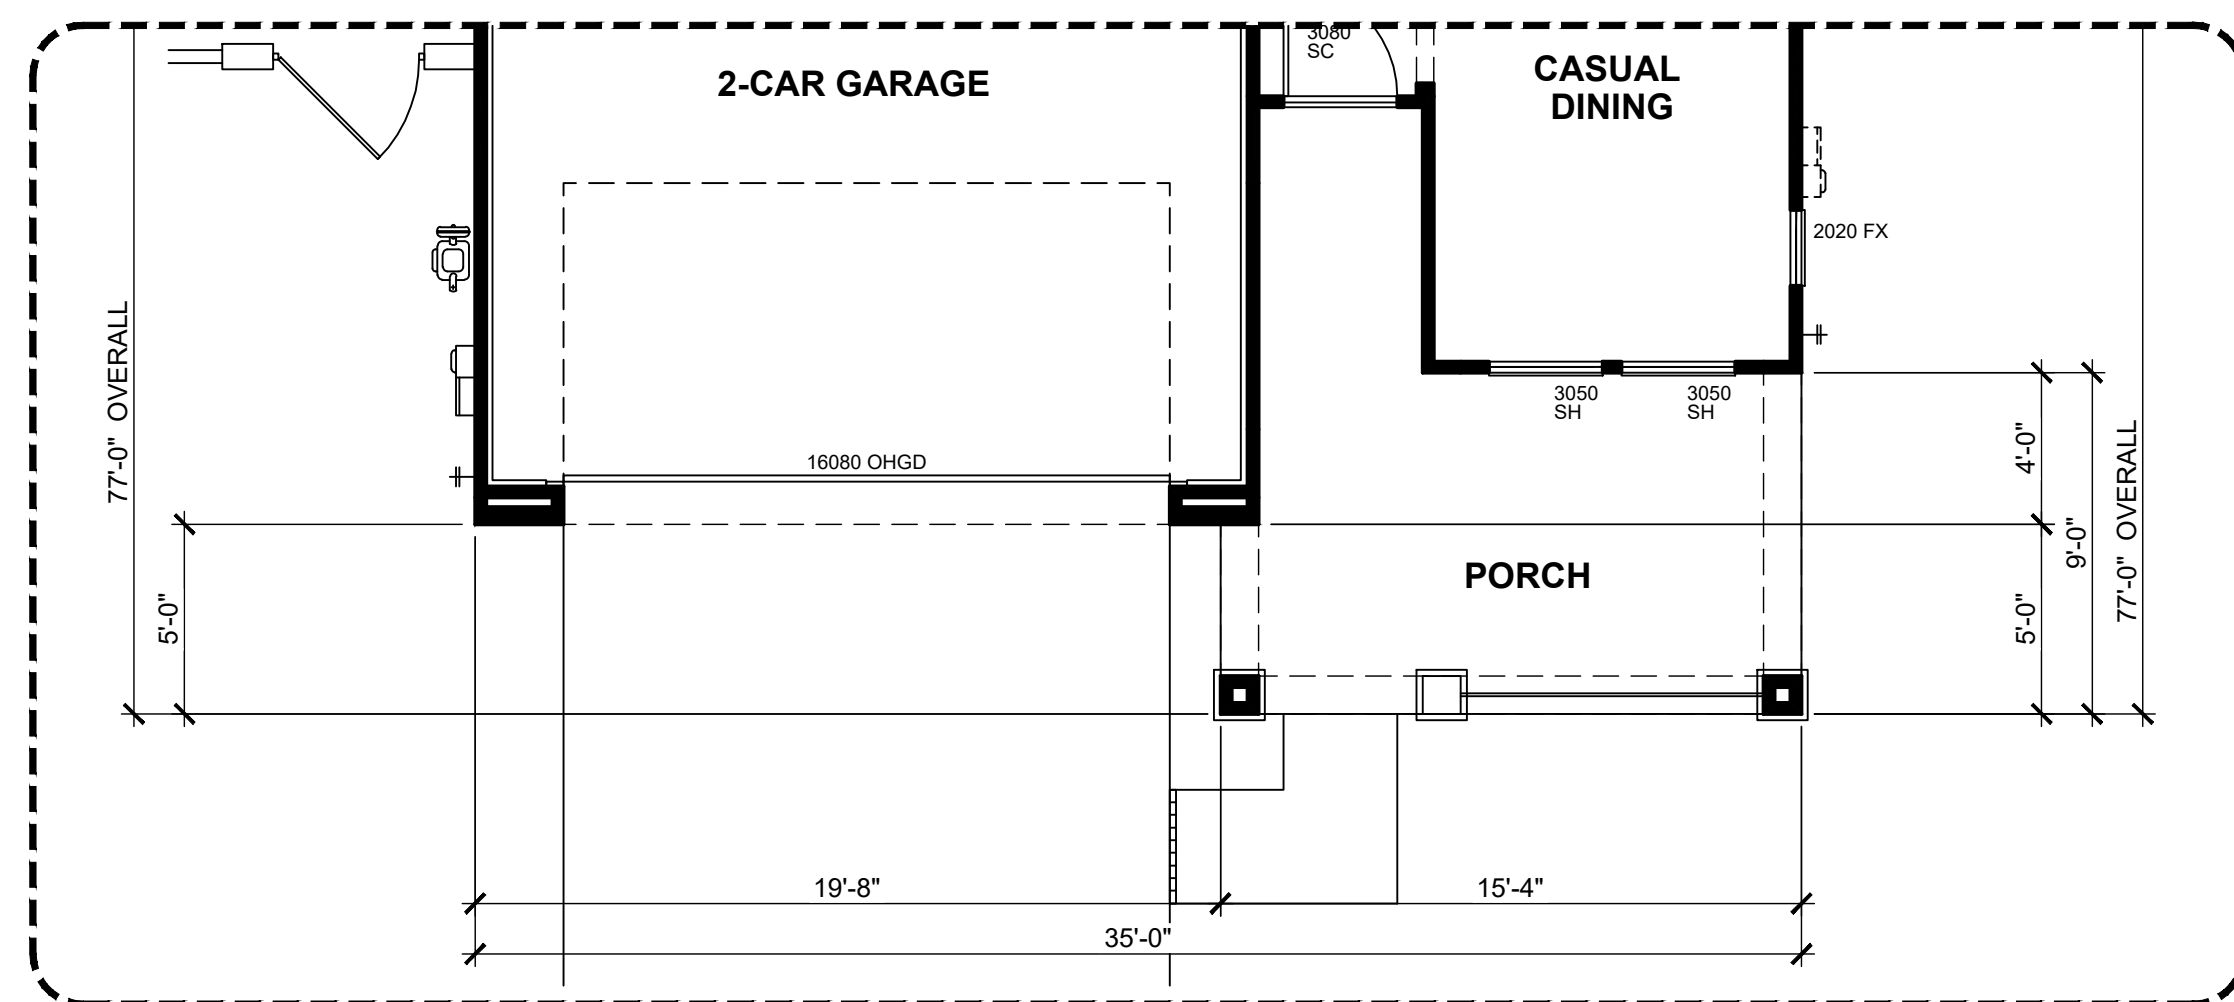 3080
SC
2-CAR GARAGE
CASUAL
DINING
2020 FX
77'-0" OVERALL
3050
SH
3050
SH
16080 OHGD
4'-0"
9'-0"
77'-0" OVERALL
5'-0"
PORCH
5'-0"
19'-8"
15'-4"
35'-0"